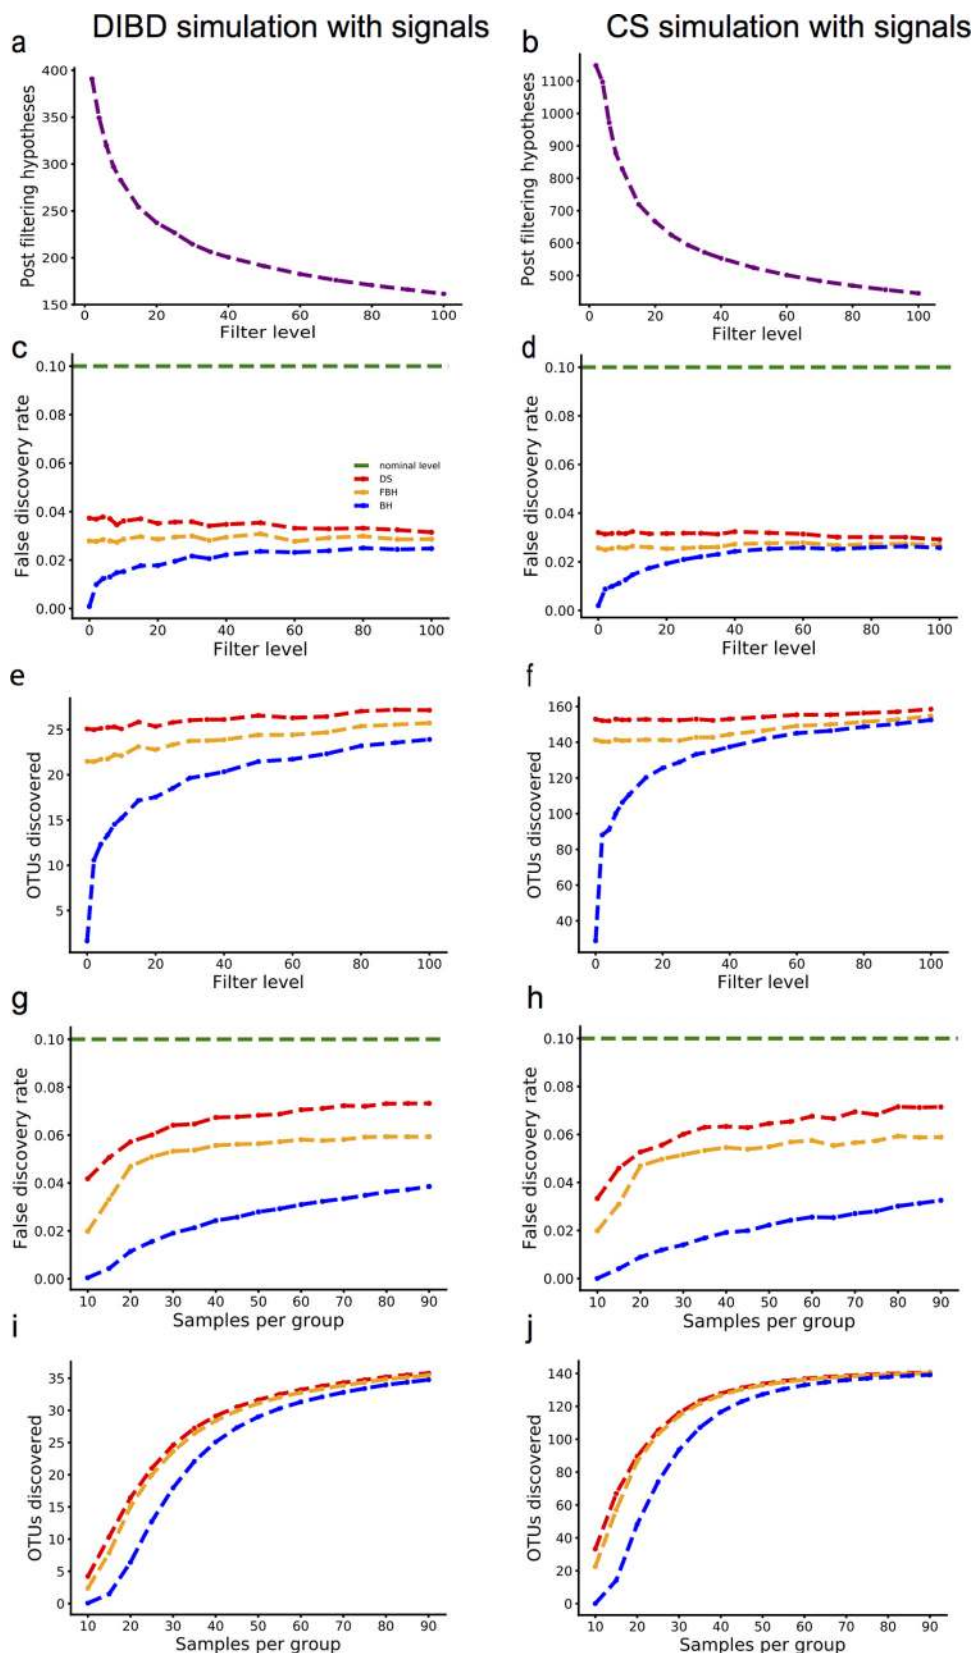 DIBD simulation with signals
CS simulation with signals
a
Post filtering hypotheses
400
350
300
250
200
150
0 20 40 60 80 100
Filter level
b
Post filtering hypotheses
1100
1000
900
800
700
600
500
0 20 40 60 80 100
Filter level
c
False discovery rate
0.10
0.08
0.06
0.04
0.02
0.00
nominal level
DS
FBH
BH
0 20 40 60 80 100
Filter level
d
False discovery rate
0.10
0.08
0.06
0.04
0.02
0.00
0 20 40 60 80 100
Filter level
e
OTUs discovered
25
20
15
10
5
0 20 40 60 80 100
Filter level
f
OTUs discovered
160
140
120
100
80
60
40
0 20 40 60 80 100
Filter level
g
False discovery rate
0.10
0.08
0.06
0.04
0.02
0.00
10 20 30 40 50 60 70 80 90
Samples per group
h
False discovery rate
0.10
0.08
0.06
0.04
0.02
0.00
10 20 30 40 50 60 70 80 90
Samples per group
i
OTUs discovered
35
30
25
20
15
10
5
0
10 20 30 40 50 60 70 80 90
Samples per group
j
OTUs discovered
140
120
100
80
60
40
20
0
10 20 30 40 50 60 70 80 90
Samples per group